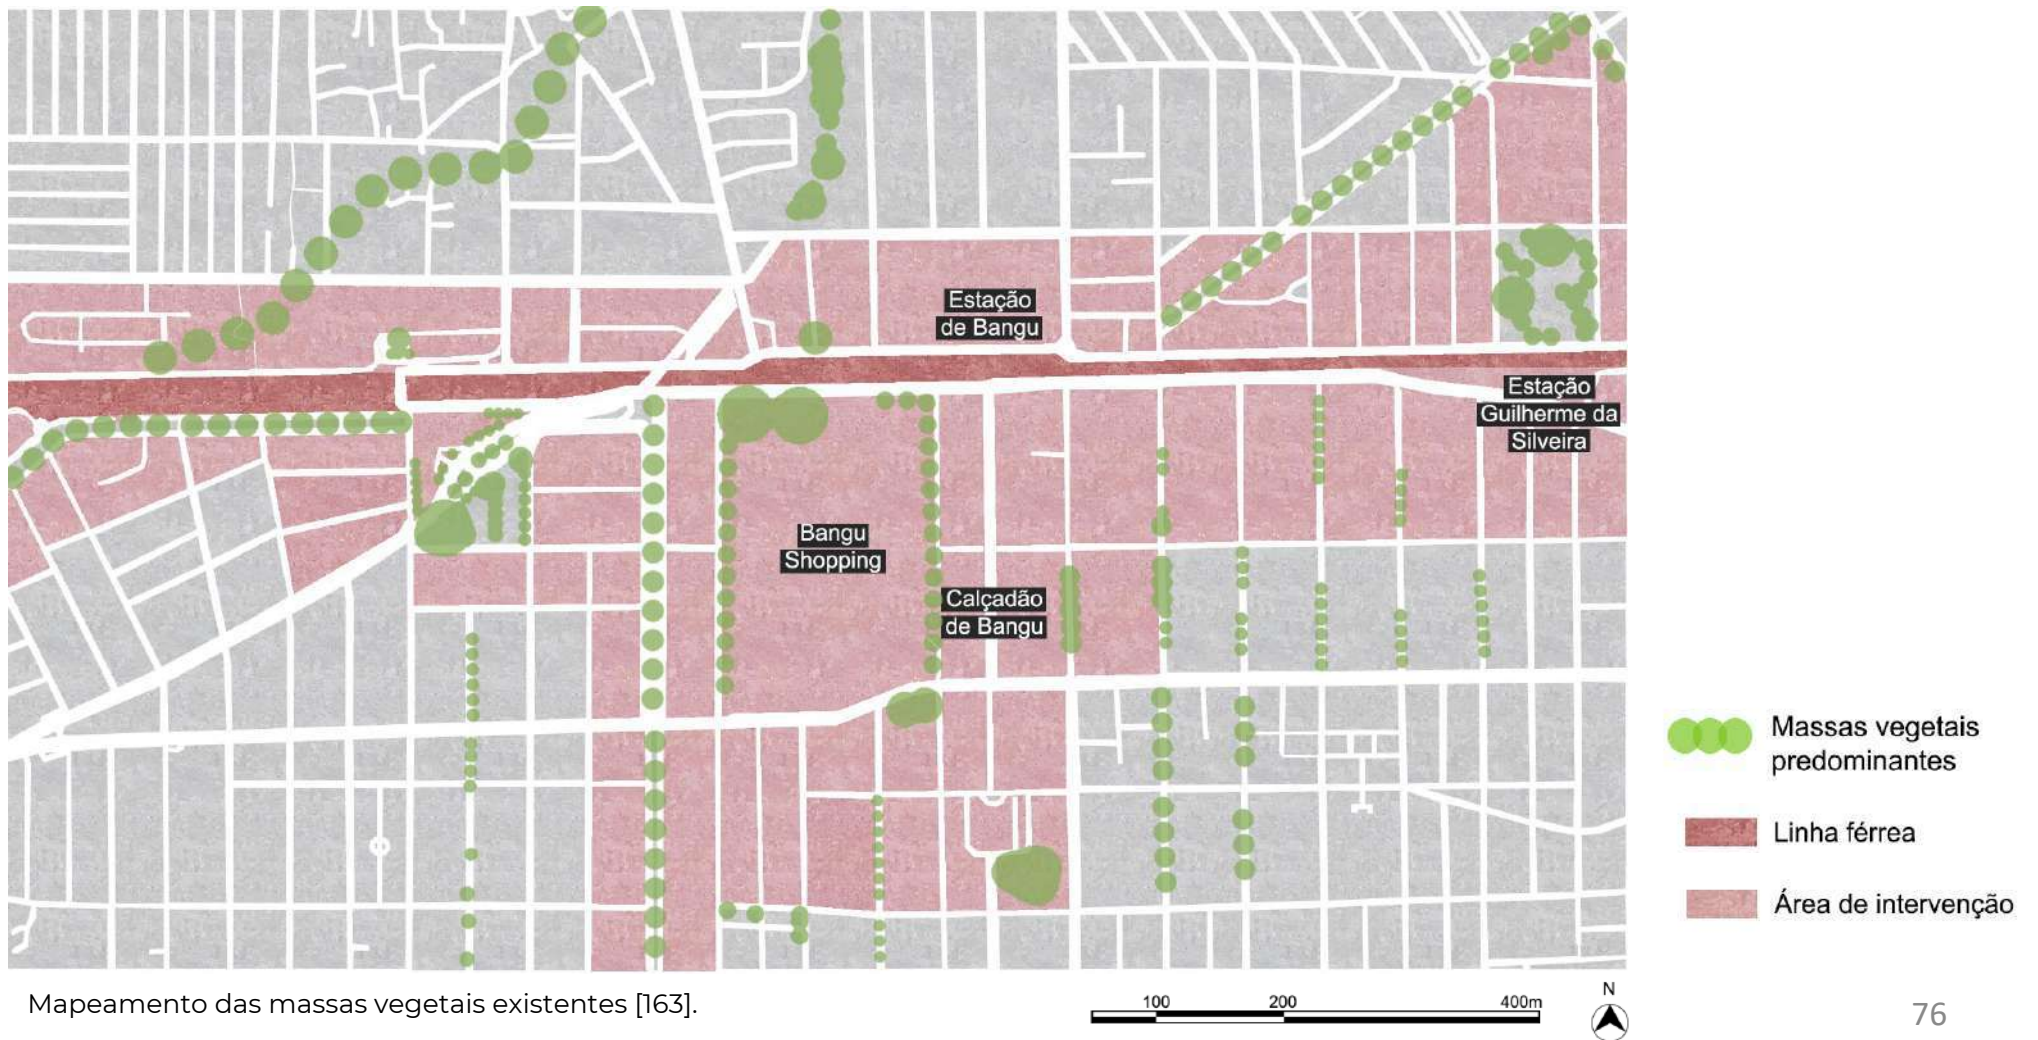 Estação
de Bangu
Estação
Guilherme da
Silveira
Bangu
Shopping
Calçadão
de Bangu
Massas vegetais
predominantes
Linha férrea
Área de intervenção
Mapeamento das massas vegetais existentes [163].
100 200 400m
N
76